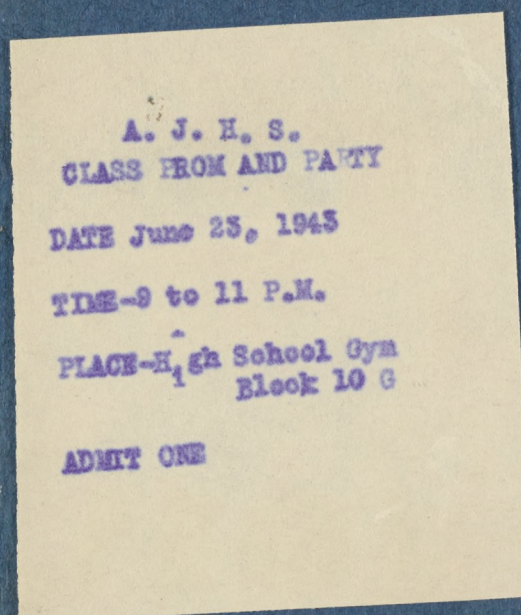 A. J. H. S.
CLASS PROM AND PARTY
DATE June 23, 1943
TIME-9 to 11 P.M.
PLACE-High School Gym
Block 10 G
ADMIT ONE